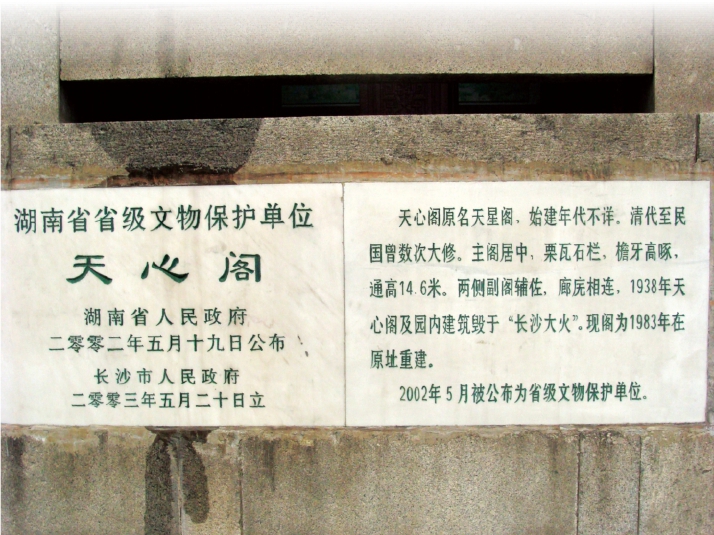 湖南省省级文物保护单位
天心阁
湖南省人民政府
二零零二年五月十九日公布
长沙市人民政府
二零零三年五月二十日立
天心阁原名天星阁，始建年代不详。清代至民
国曾数次大修。主阁居中，栗瓦石栏，檐牙高啄，
通高14.6米。两侧副阁辅佐，廊庑相连，1938年天
心阁及园内建筑毁于“长沙大火”。现阁为1983年在
原址重建。
2002年5月被公布为省级文物保护单位。